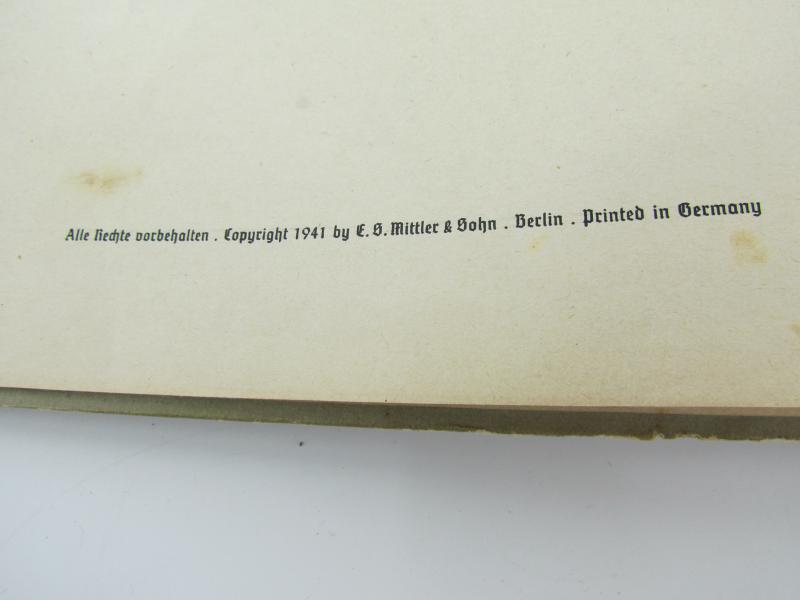 Alle Rechte vorbehalten . Copyright 1941 by E. S. Mittler & Sohn . Berlin . Printed in Germany